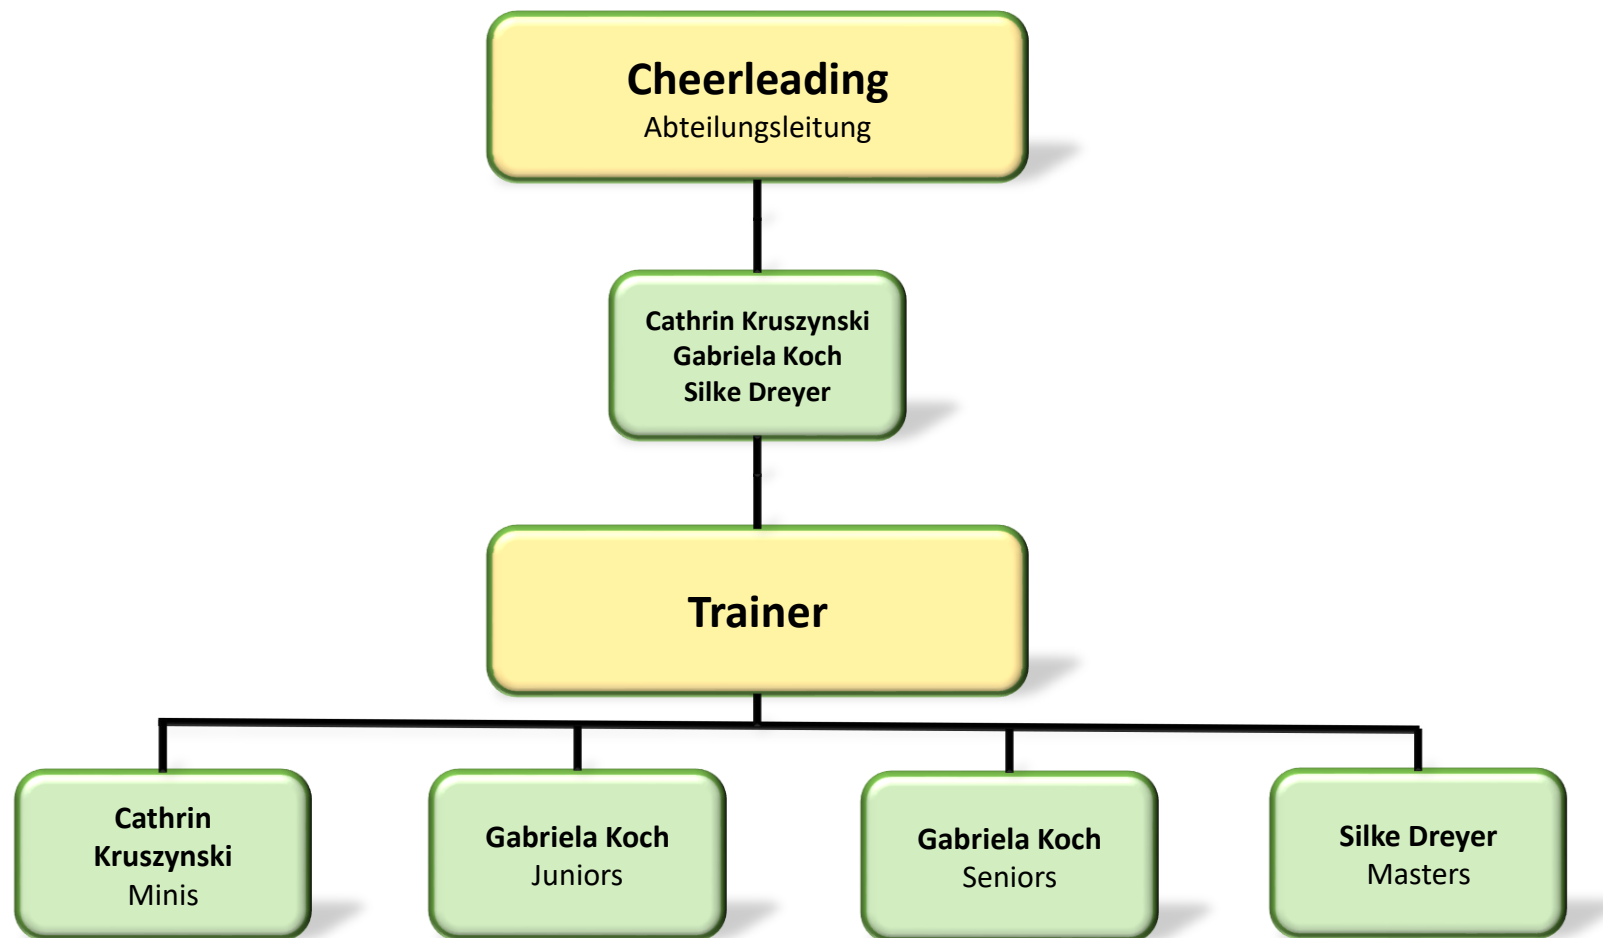 Cheerleading
Abteilungsleitung
Cathrin Kruszynski
Gabriela Koch
Silke Dreyer
Trainer
Cathrin
Kruszynski
Minis
Gabriela Koch
Juniors
Gabriela Koch
Seniors
Silke Dreyer
Masters